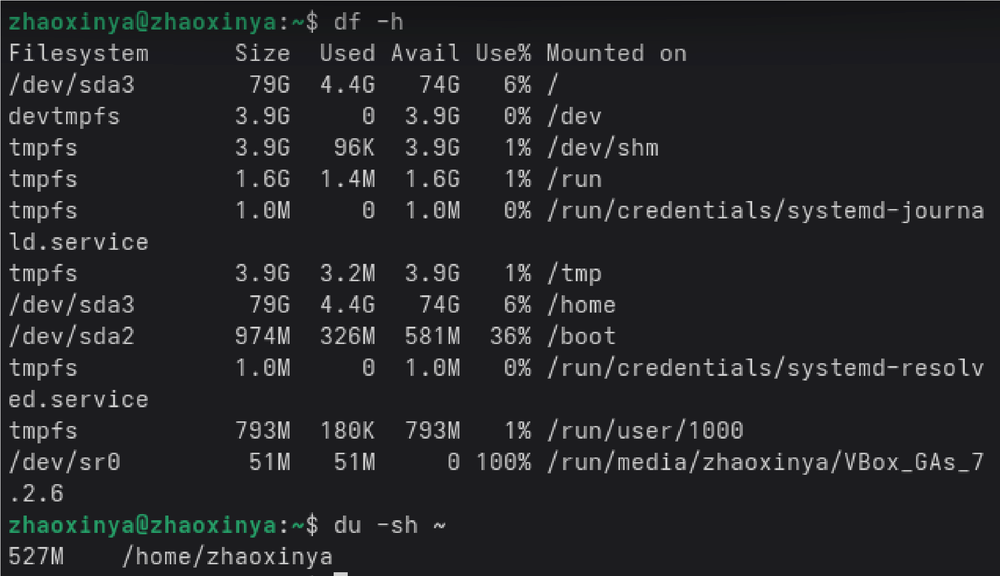 zhaoxinya@zhaoxinya:~$ df -h
Filesystem      Size  Used Avail Use% Mounted on
/dev/sda3        79G  4.4G   74G   6% /
devtmpfs        3.9G     0  3.9G   0% /dev
tmpfs           3.9G   96K  3.9G   1% /dev/shm
tmpfs           1.6G  1.4M  1.6G   1% /run
tmpfs           1.0M     0  1.0M   0% /run/credentials/systemd-journa
ld.service
tmpfs           3.9G  3.2M  3.9G   1% /tmp
/dev/sda3        79G  4.4G   74G   6% /home
/dev/sda2       974M  326M  581M  36% /boot
tmpfs           1.0M     0  1.0M   0% /run/credentials/systemd-resolv
ed.service
tmpfs           793M  180K  793M   1% /run/user/1000
/dev/sr0         51M   51M     0 100% /run/media/zhaoxinya/VBox_GAs_7
.2.6
zhaoxinya@zhaoxinya:~$ du -sh ~
527M    /home/zhaoxinya